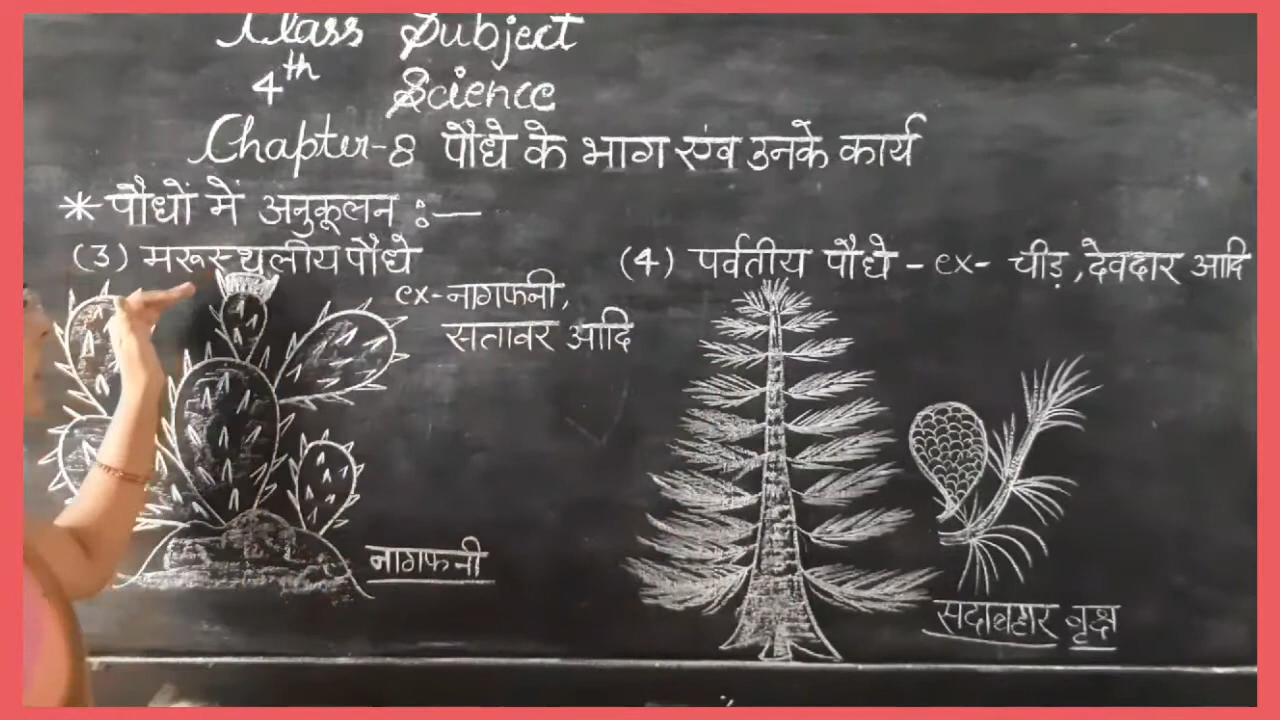 Class Subject
4th Science
Chapter-8 पौधे के भाग एंव उनके कार्य
* पौधों में अनुकूलन :—
(3) मरूस्थलीय पौधे
ex-नागफनी,
सतावर आदि
नागफनी
(4) पर्वतीय पौधे - ex- चीड़, देवदार आदि
सदाबहार वृक्ष